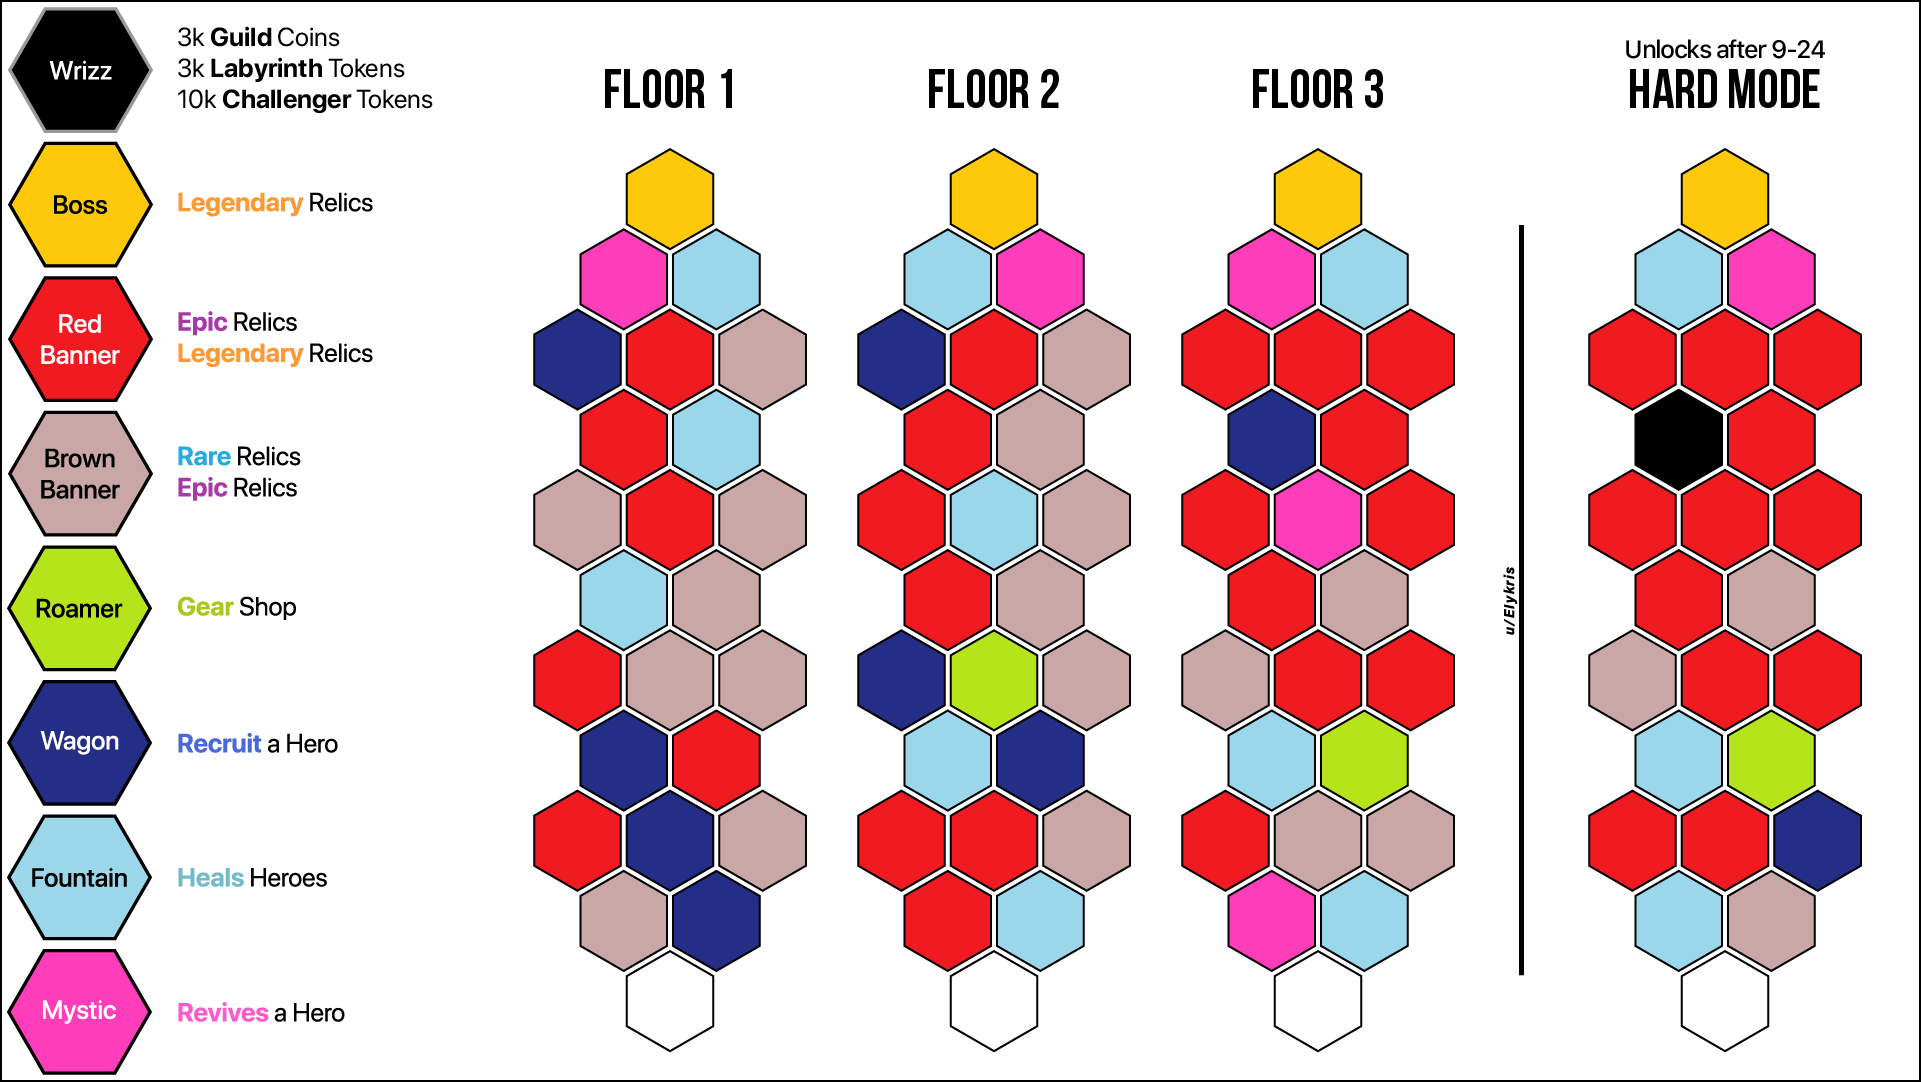 Wrizz
3k Guild Coins
3k Labyrinth Tokens
10k Challenger Tokens
Boss
Legendary Relics
Red
Banner
Epic Relics
Legendary Relics
Brown
Banner
Rare Relics
Epic Relics
Roamer
Gear Shop
Wagon
Recruit a Hero
Fountain
Heals Heroes
Mystic
Revives a Hero
FLOOR 1
FLOOR 2
FLOOR 3
Unlocks after 9-24
HARD MODE
u/Elykris